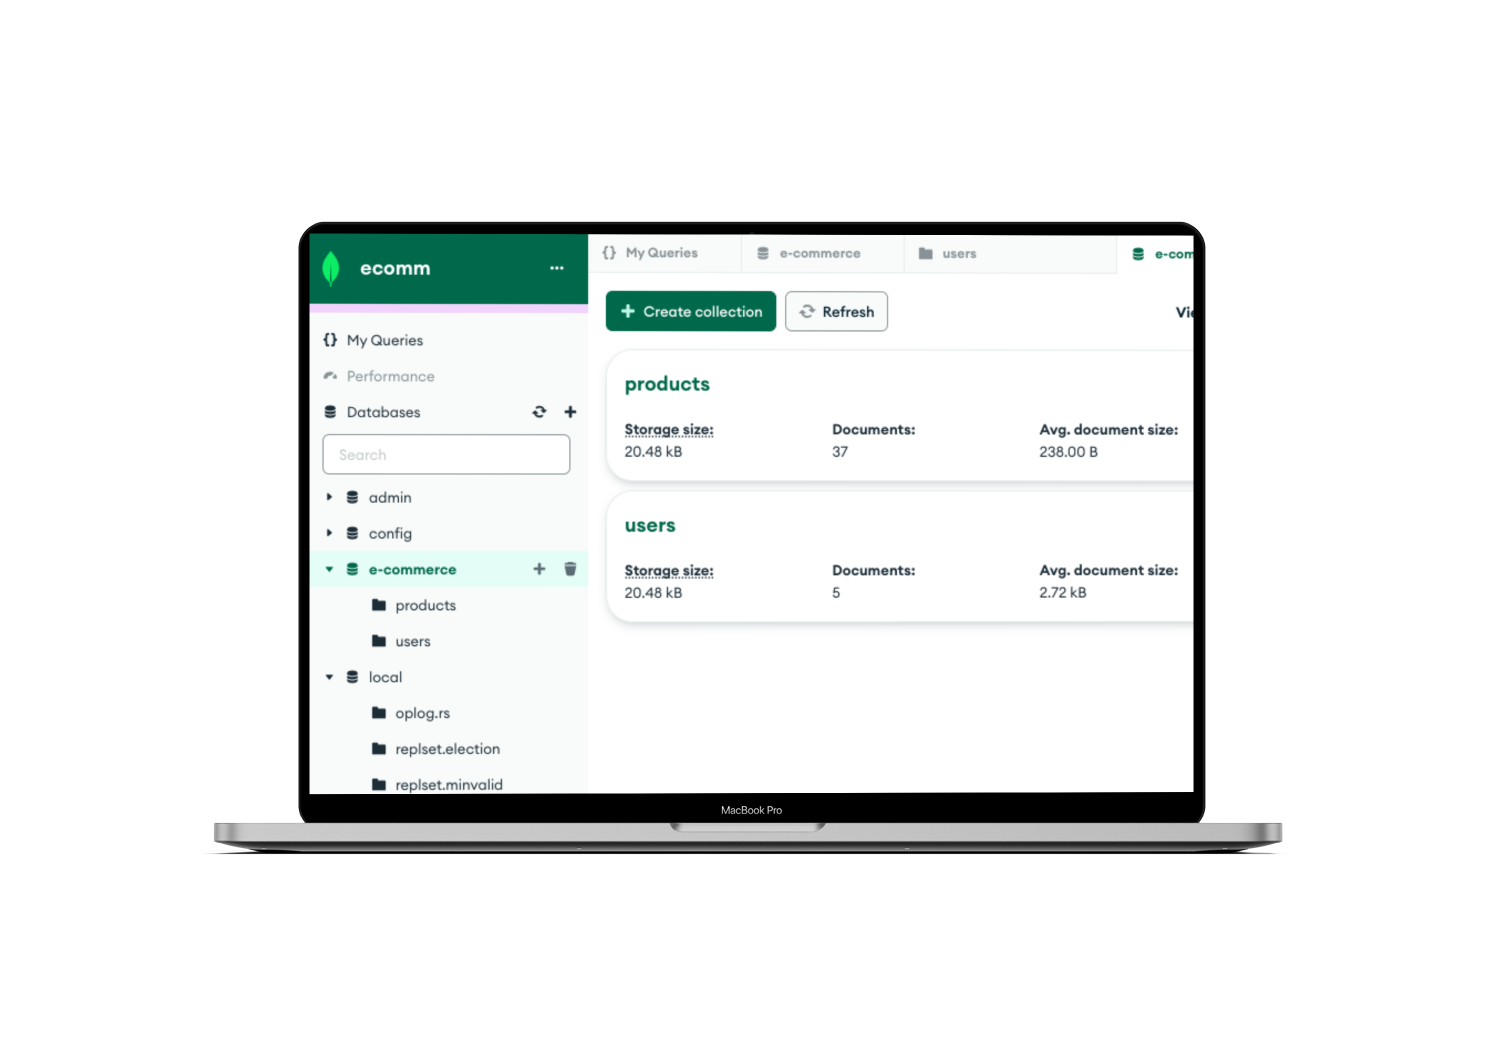 ecomm
My Queries
Performance
Databases
Search
admin
config
e-commerce
products
users
local
oplog.rs
replset.election
replset.minvalid
My Queries e-commerce users e-com
Create collection Refresh Vie
products
Storage size: Documents: Avg. document size:
20.48 kB 37 238.00 B
users
Storage size: Documents: Avg. document size:
20.48 kB 5 2.72 kB
MacBook Pro